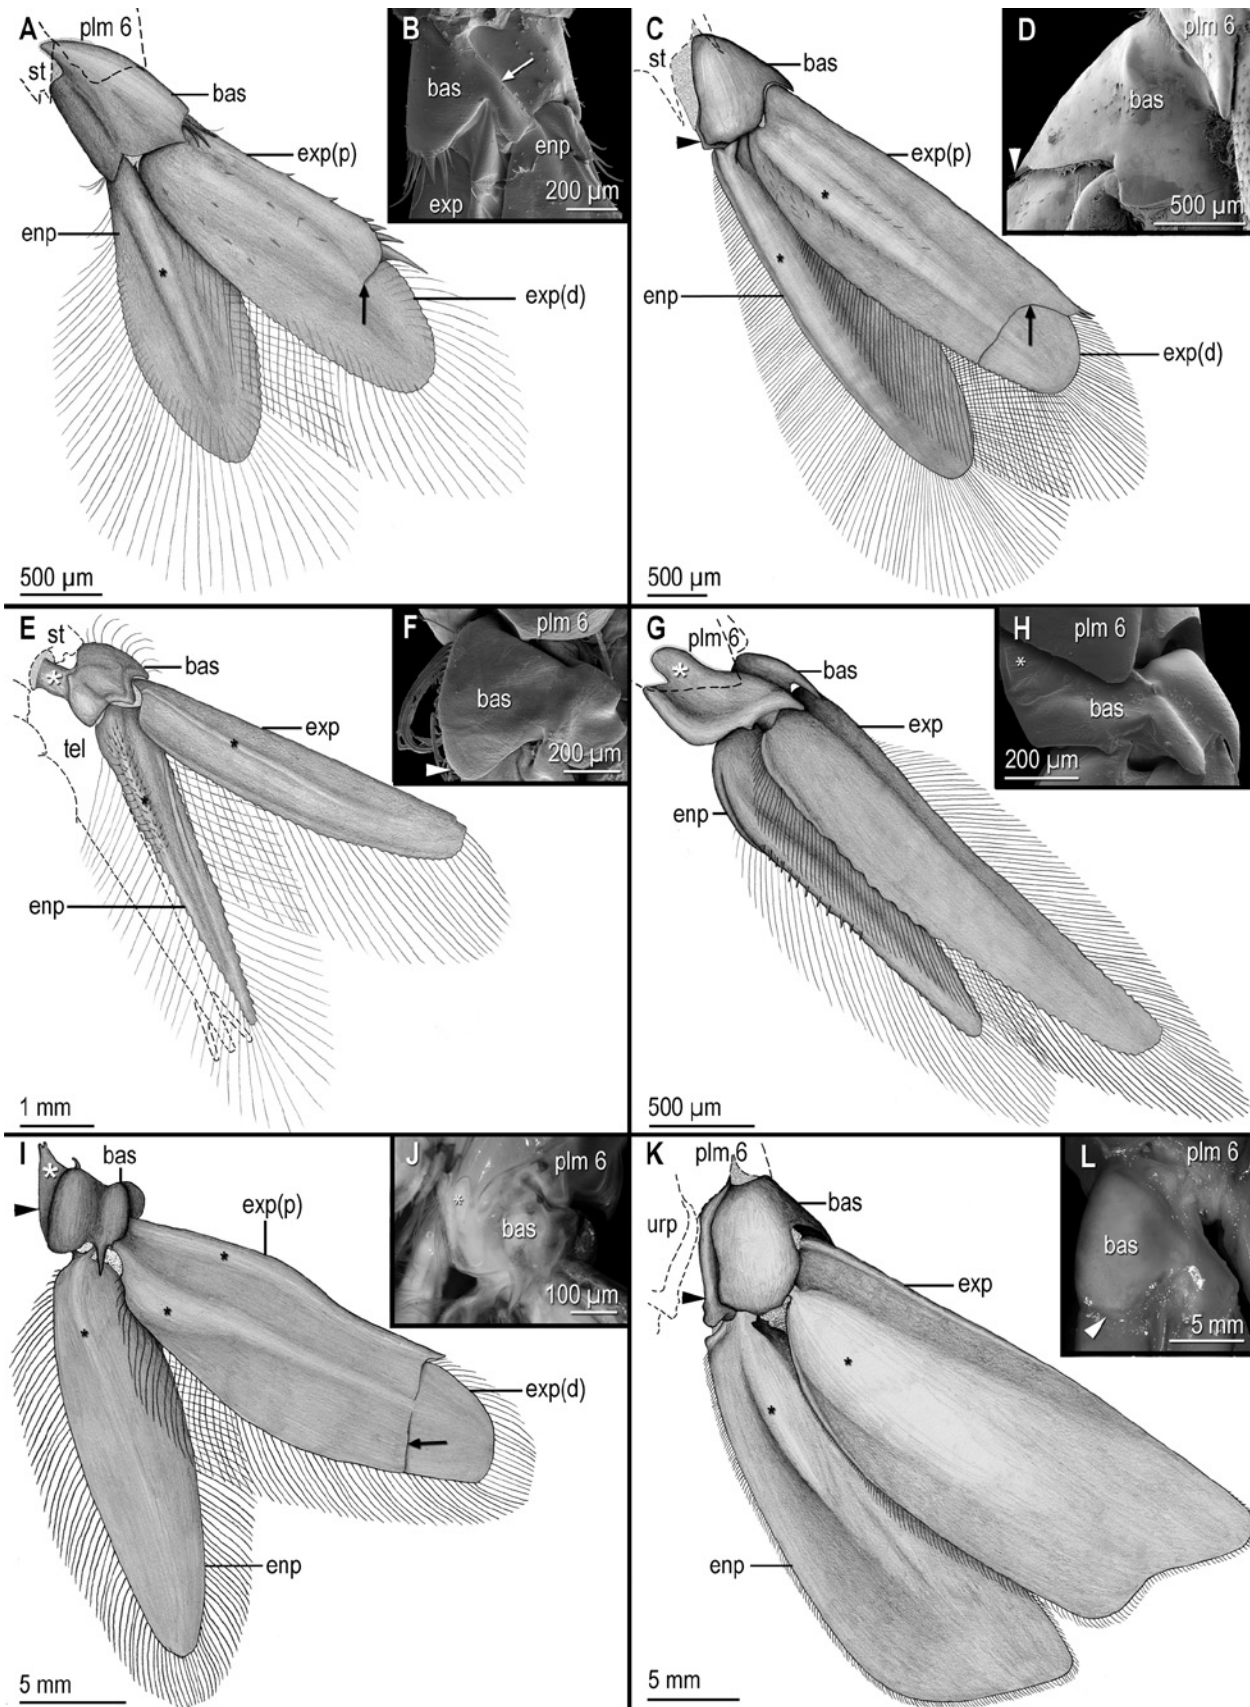 A
plm 6
st
bas
exp(p)
enp
exp(d)
500 µm
B
bas
enp
exp
200 µm
C
st
bas
exp(p)
enp
exp(d)
500 µm
D
plm 6
bas
500 µm
E
st
bas
exp
tel
enp
1 mm
F
plm 6
bas
200 µm
G
plm 6
bas
exp
enp
500 µm
H
plm 6
*
bas
200 µm
I
bas
exp(p)
exp(d)
enp
5 mm
J
plm 6
*
bas
100 µm
K
plm 6
bas
urp
exp
enp
5 mm
L
plm 6
bas
5 mm